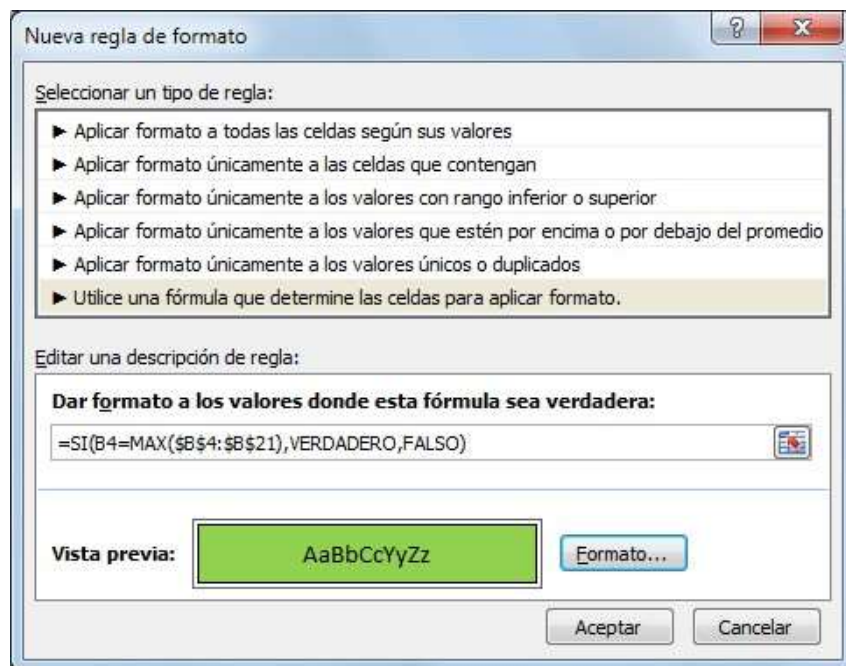 Nueva regla de formato
Seleccionar un tipo de regla:
► Aplicar formato a todas las celdas según sus valores
► Aplicar formato únicamente a las celdas que contengan
► Aplicar formato únicamente a los valores con rango inferior o superior
► Aplicar formato únicamente a los valores que estén por encima o por debajo del promedio
► Aplicar formato únicamente a los valores únicos o duplicados
► Utilice una fórmula que determine las celdas para aplicar formato.
Editar una descripción de regla:
Dar formato a los valores donde esta fórmula sea verdadera:
=SI(B4=MAX($B$4:$B$21),VERDADERO,FALSO)
Vista previa: AaBbCcYyZz Formato...
Aceptar Cancelar